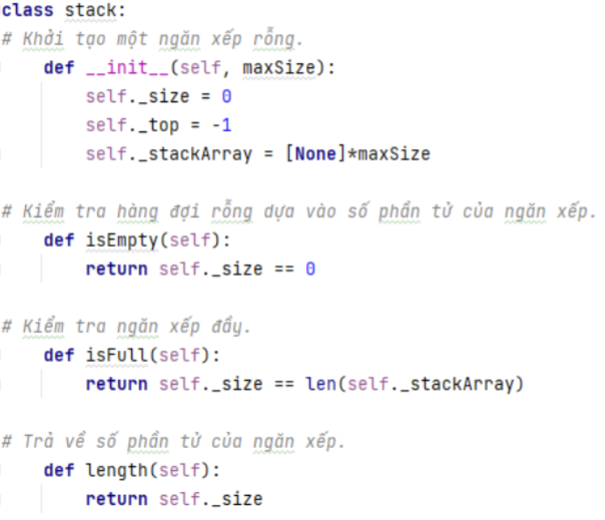 class stack:
# Khởi tạo một ngăn xếp rỗng.
    def __init__(self, maxSize):
        self._size = 0
        self._top = -1
        self._stackArray = [None]*maxSize

# Kiểm tra hàng đợi rỗng dựa vào số phần tử của ngăn xếp.
    def isEmpty(self):
        return self._size == 0

# Kiểm tra ngăn xếp đầy.
    def isFull(self):
        return self._size == len(self._stackArray)

# Trả về số phần tử của ngăn xếp.
    def length(self):
        return self._size